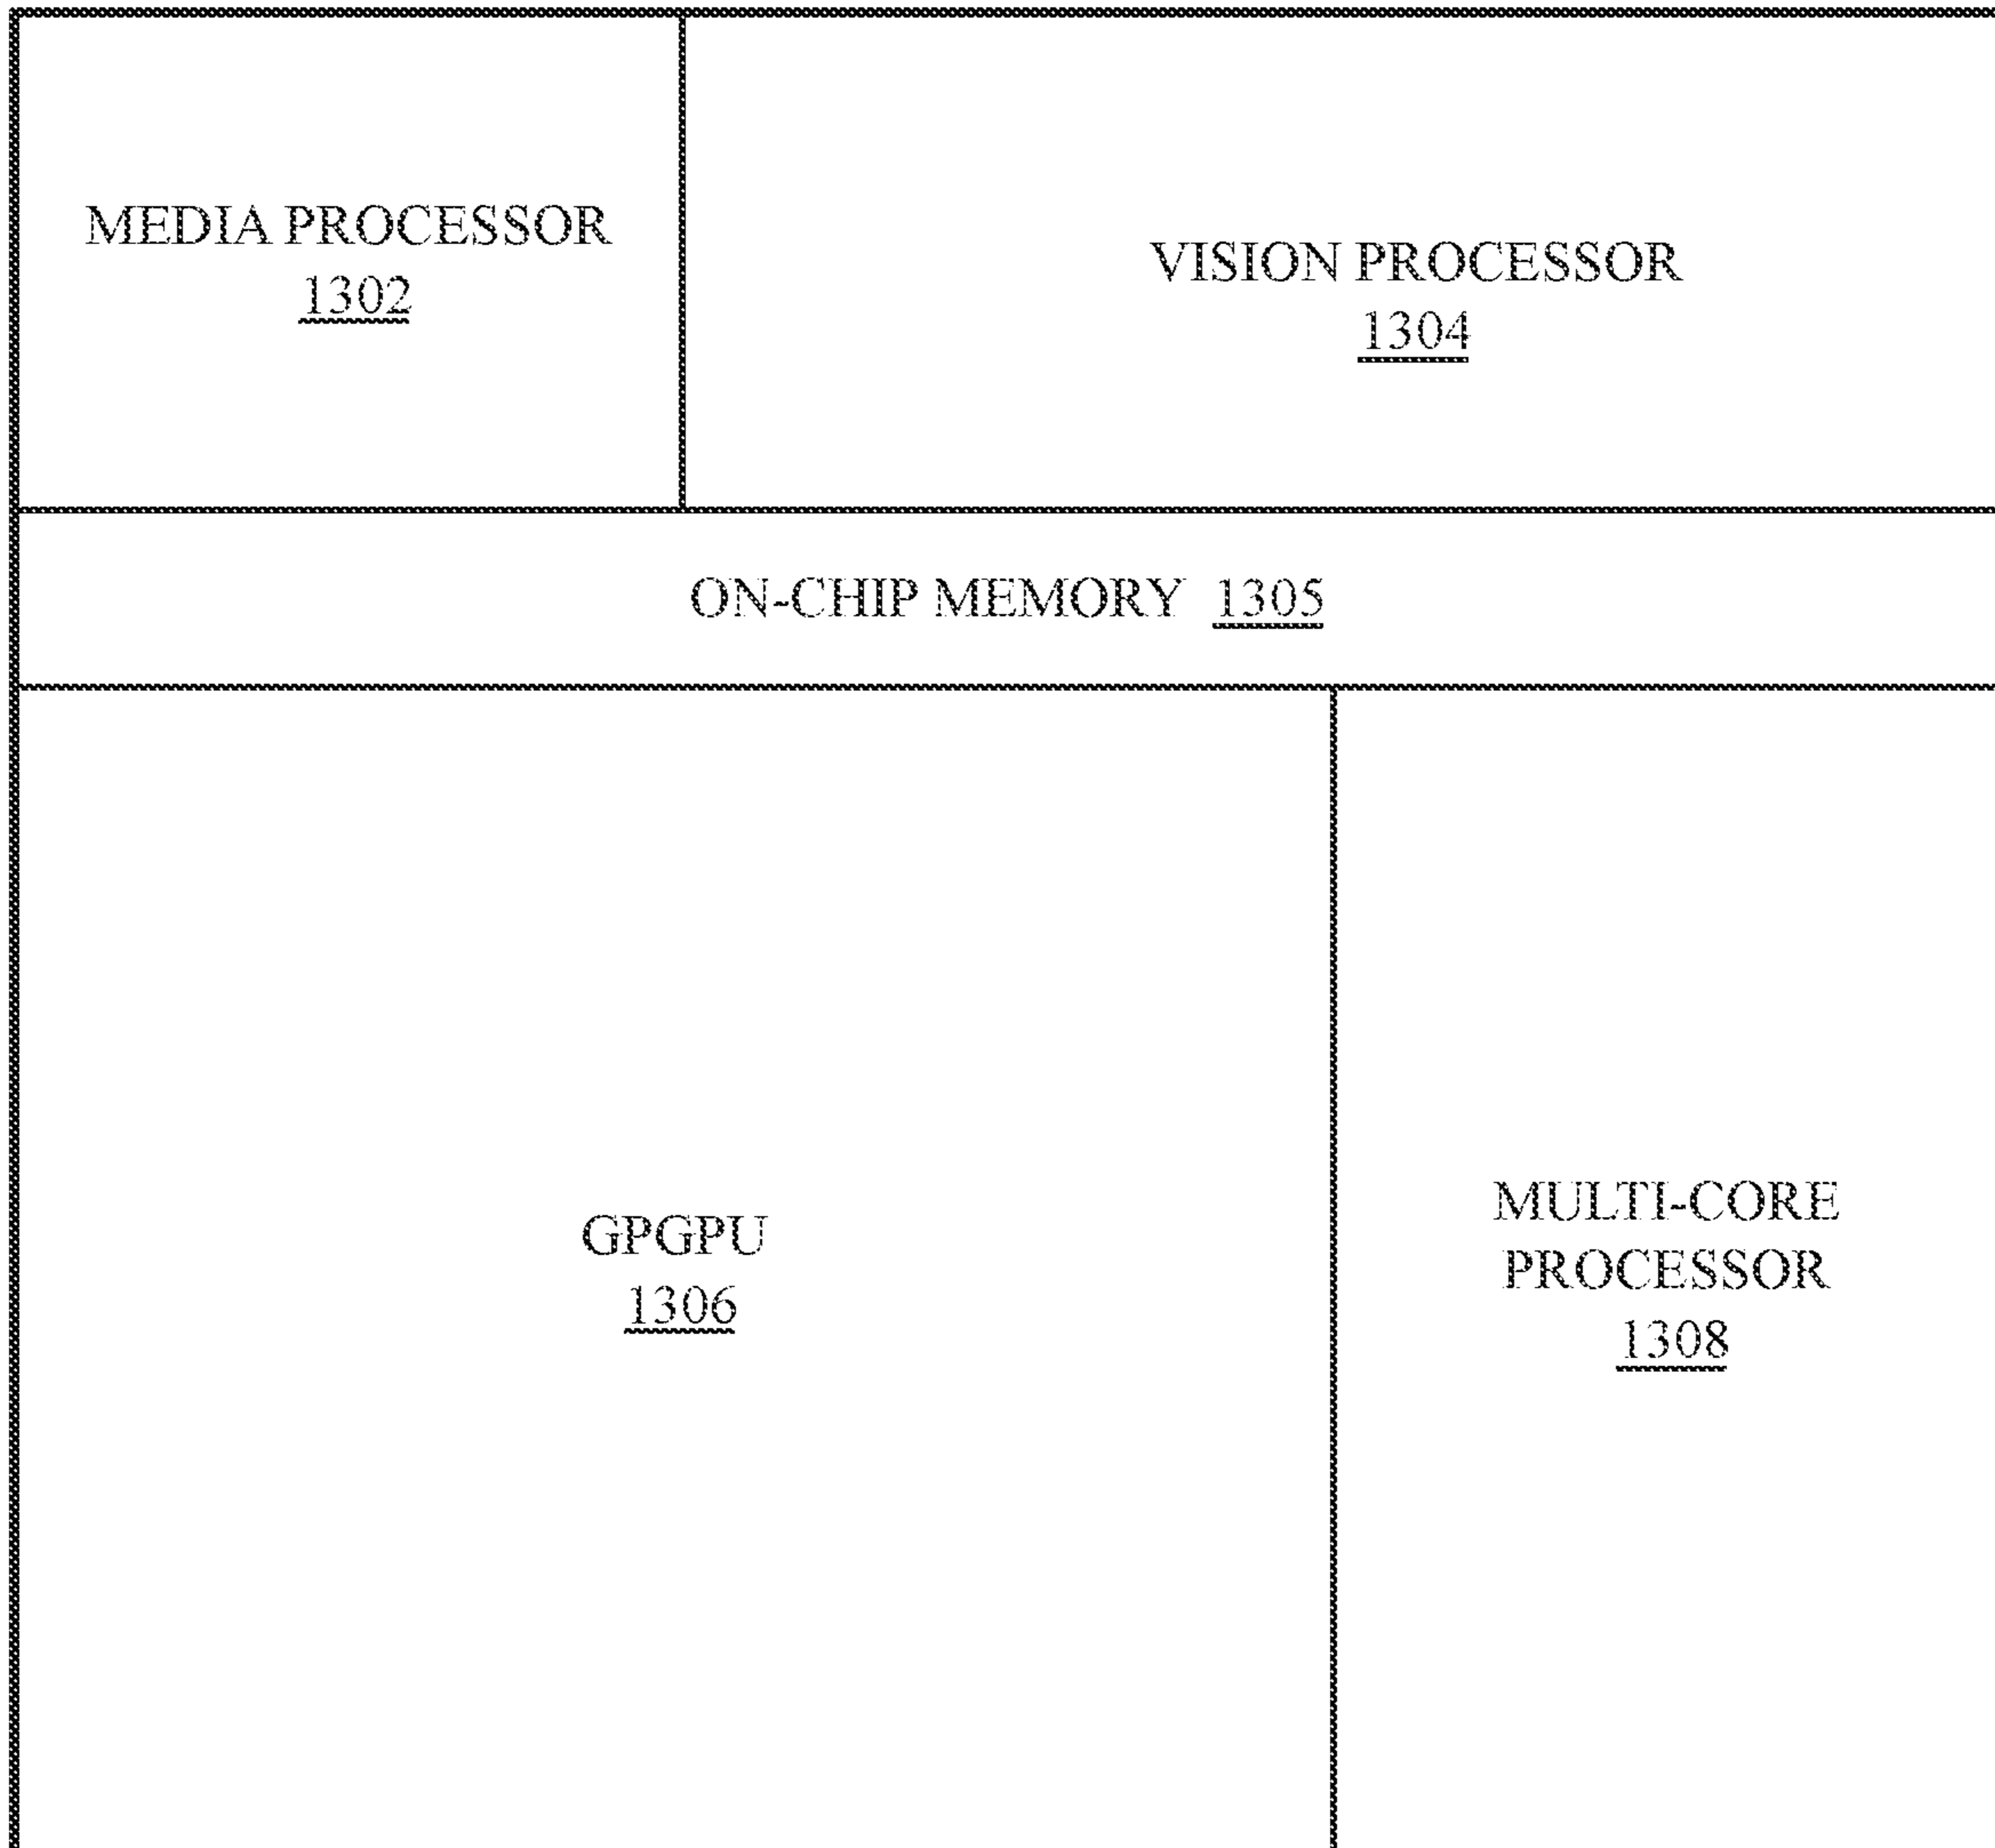 MEDIA PROCESSOR
1302
VISION PROCESSOR
1304
ON-CHIP MEMORY 1305
GPGPU
1306
MULTI-CORE
PROCESSOR
1308